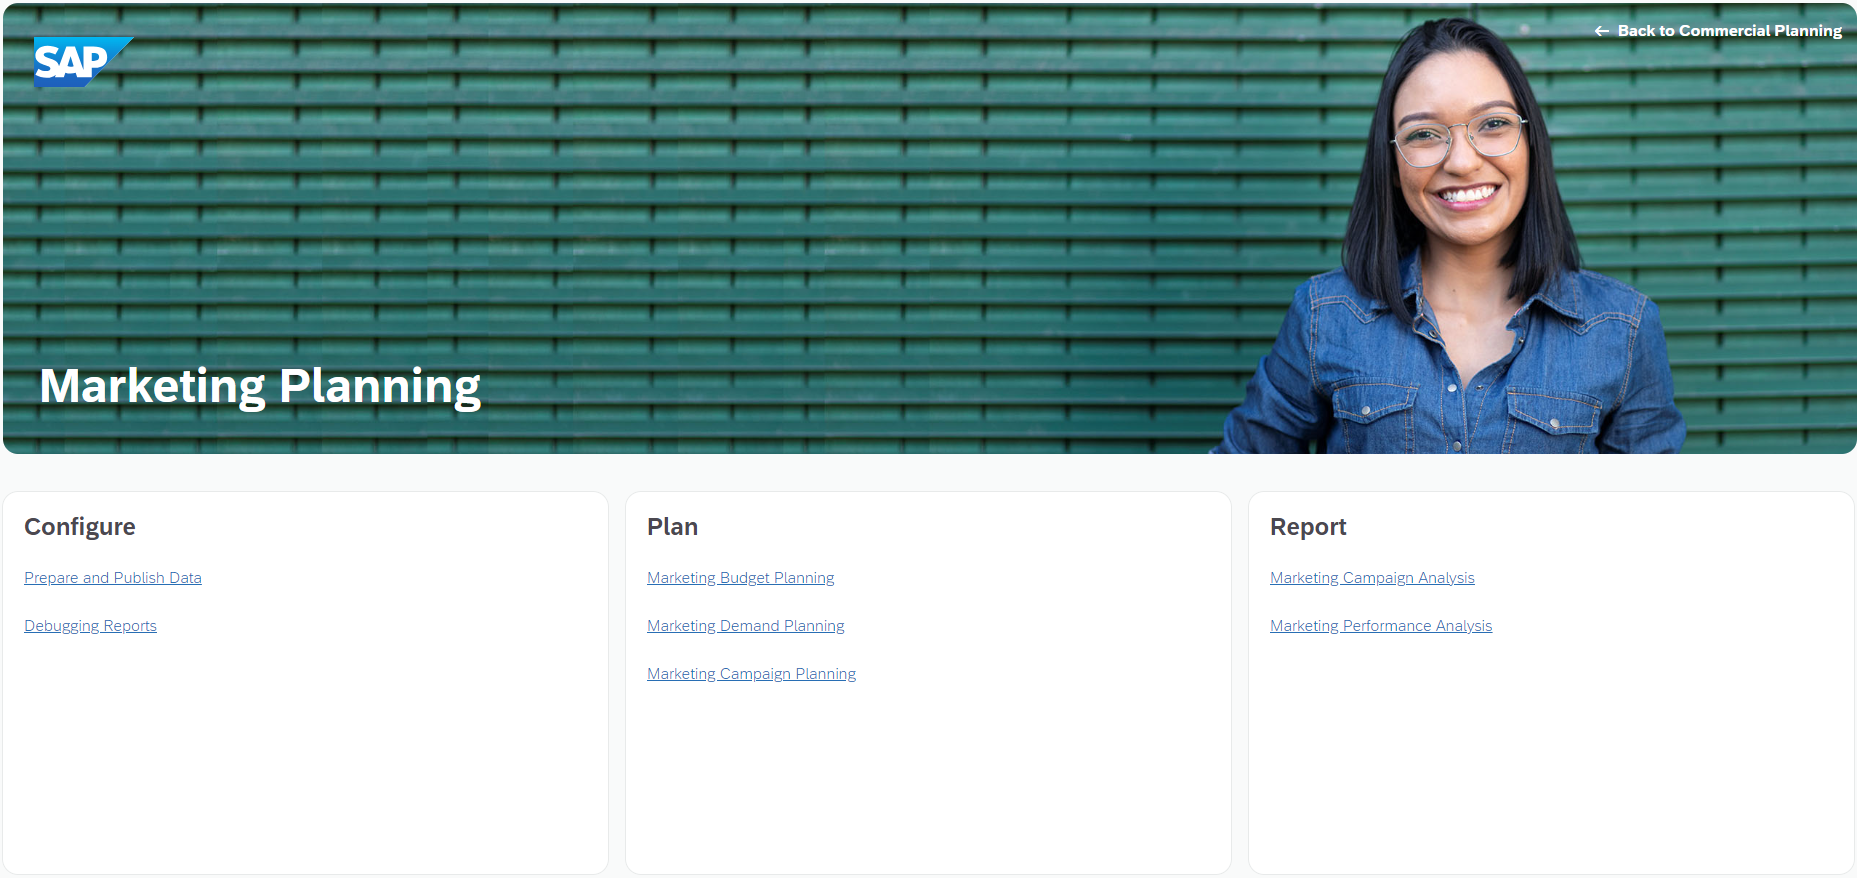 SAP
← Back to Commercial Planning
Marketing Planning
Configure
Prepare and Publish Data
Debugging Reports
Plan
Marketing Budget Planning
Marketing Demand Planning
Marketing Campaign Planning
Report
Marketing Campaign Analysis
Marketing Performance Analysis